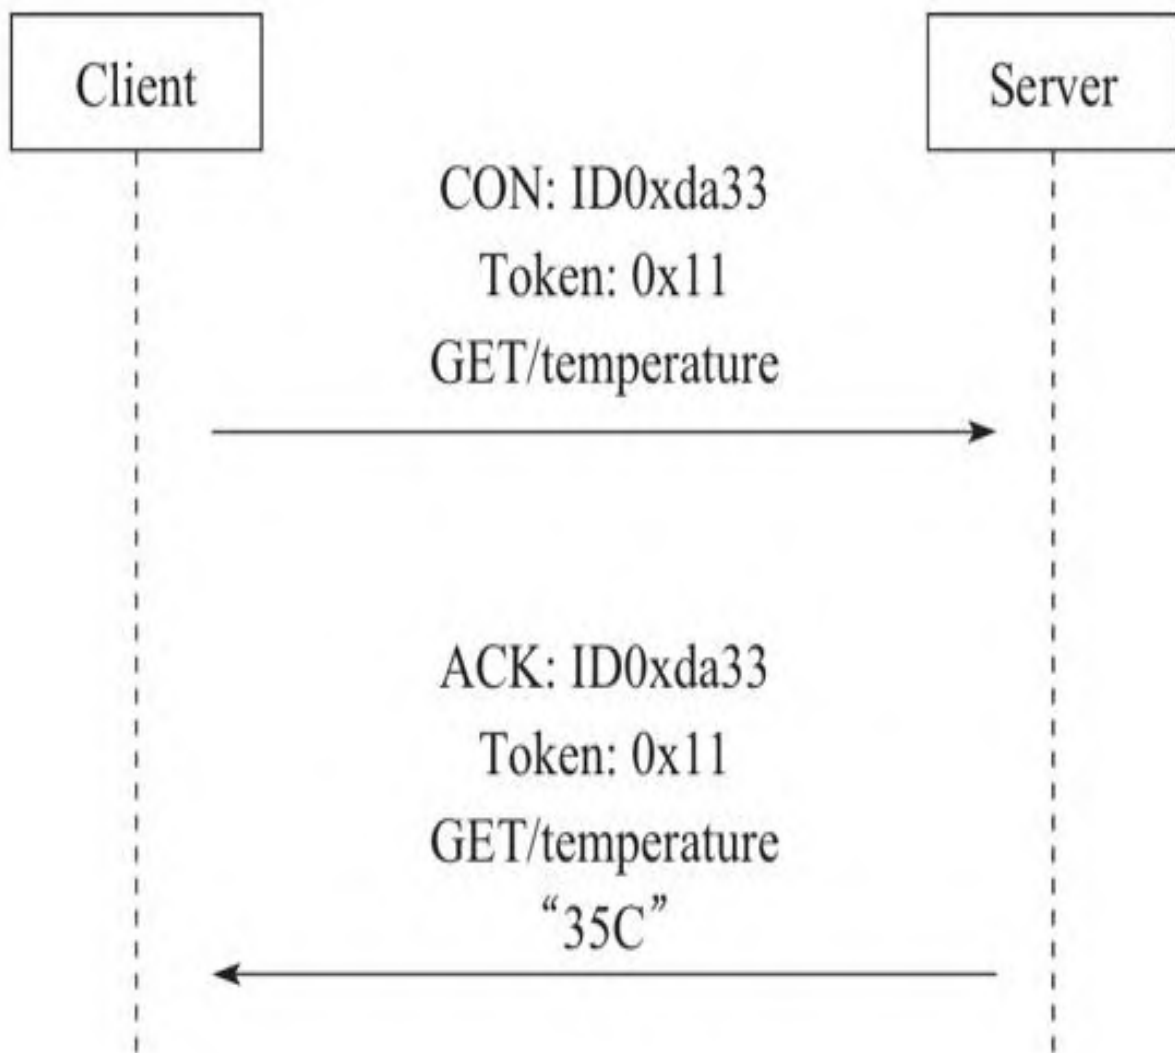 Client
Server
CON: ID0xda33
Token: 0x11
GET/temperature
ACK: ID0xda33
Token: 0x11
GET/temperature
“35C”